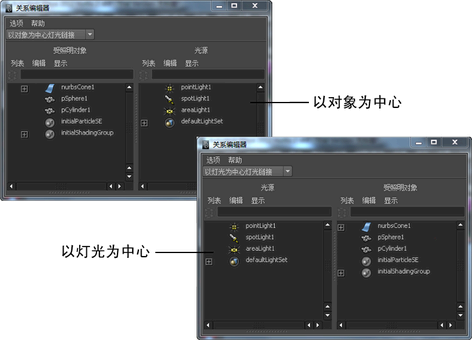 关系编辑器
选项 帮助
以对象为中心灯光链接
受照明对象 光源
列表 编辑 显示 列表 编辑 显示
nurbsCone1 pointLight1
pSphere1 spotLight1
pCylinder1 areaLight1
initialParticleSE defaultLightSet
initialShadingGroup
以对象为中心
关系编辑器
选项 帮助
以灯光为中心灯光链接
光源 受照明对象
列表 编辑 显示 列表 编辑 显示
pointLight1 nurbsCone1
spotLight1 pSphere1
areaLight1 pCylinder1
defaultLightSet initialParticleSE
initialShadingGroup
以灯光为中心